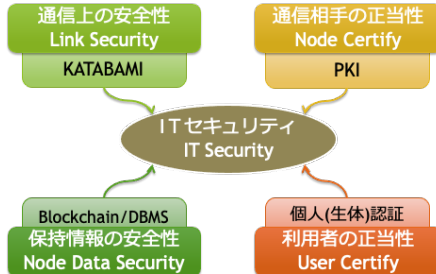 通信上の安全性
Link Security
KATABAMI
通信相手の正当性
Node Certify
PKI
ITセキュリティ
IT Security
Blockchain/DBMS
保持情報の安全性
Node Data Security
個人(生体)認証
利用者の正当性
User Certify